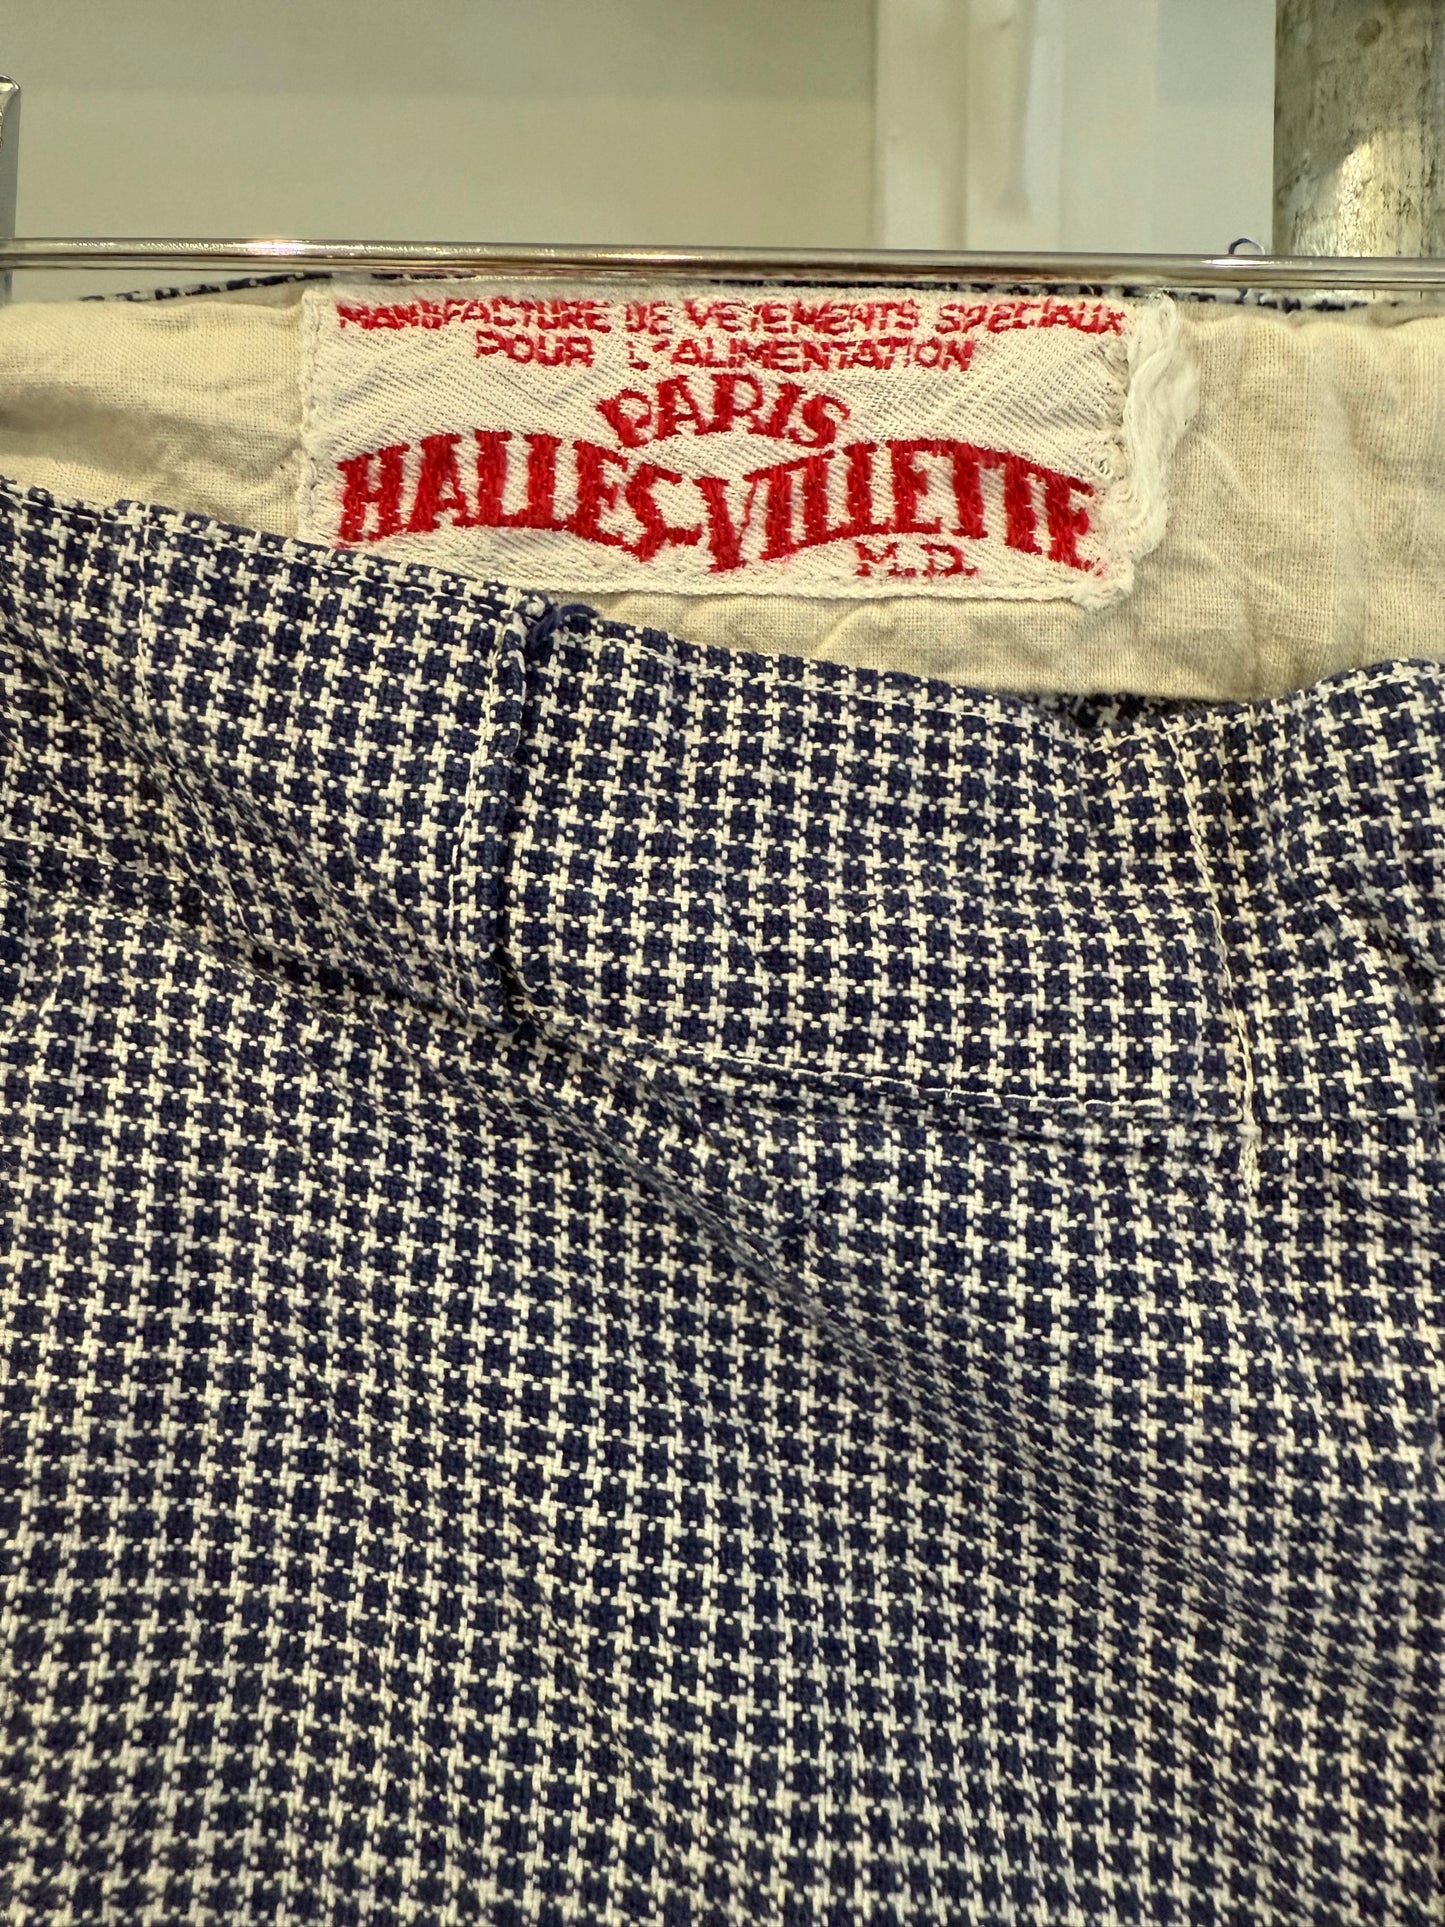 MANUFACTURE DE VETEMENTS SPECIAUX
POUR L'ALIMENTATION
PARIS
HALLES-VILLETTE
M.D.